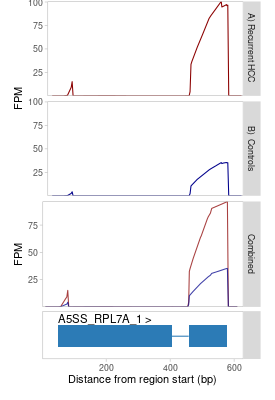 100
75
50
25
A) Recurrent HCC
100
75
50
25
B) Controls
FPM
75
50
25
Combined
FPM
A5SS_RPL7A_1 >
200 400 600
Distance from region start (bp)